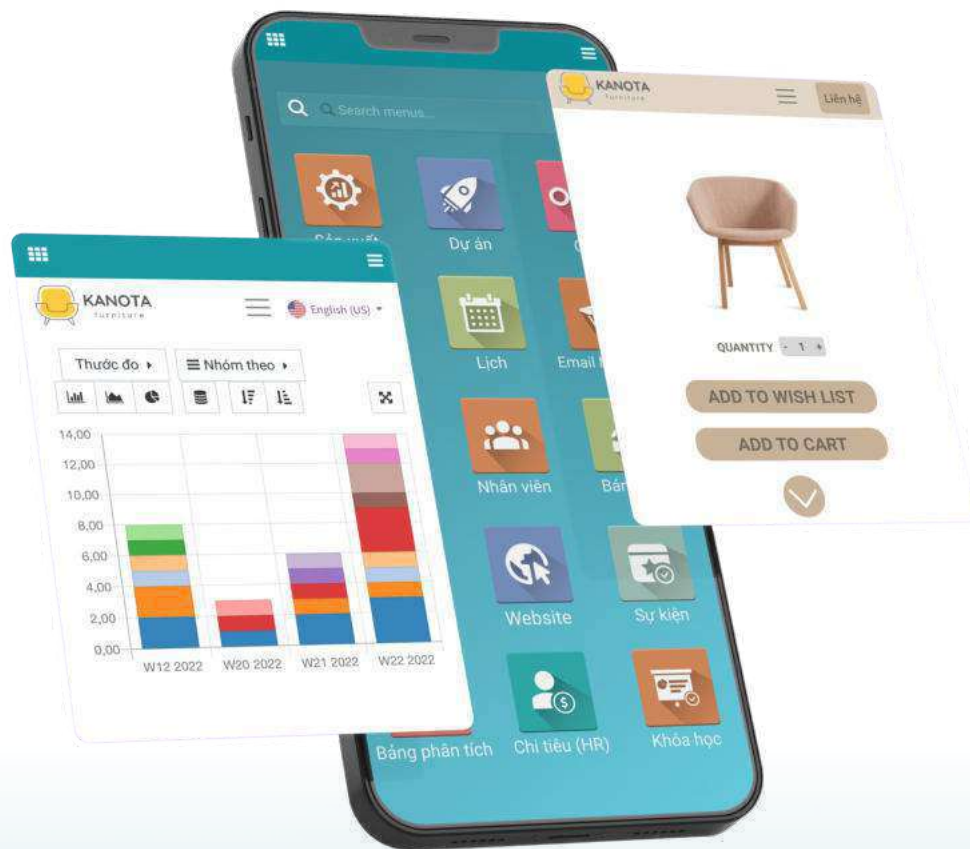 Search menus...
Dự án
Lịch
Email
Nhân viên
Website
Sự kiện
Bảng phân tích
Chi tiêu (HR)
Khóa học
KANOTA
furniture
English (US)
Thước đo
Nhóm theo
14,00
12,00
10,00
8,00
6,00
4,00
2,00
0,00
W12 2022
W20 2022
W21 2022
W22 2022
KANOTA
furniture
Liên hệ
QUANTITY - 1 +
ADD TO WISH LIST
ADD TO CART